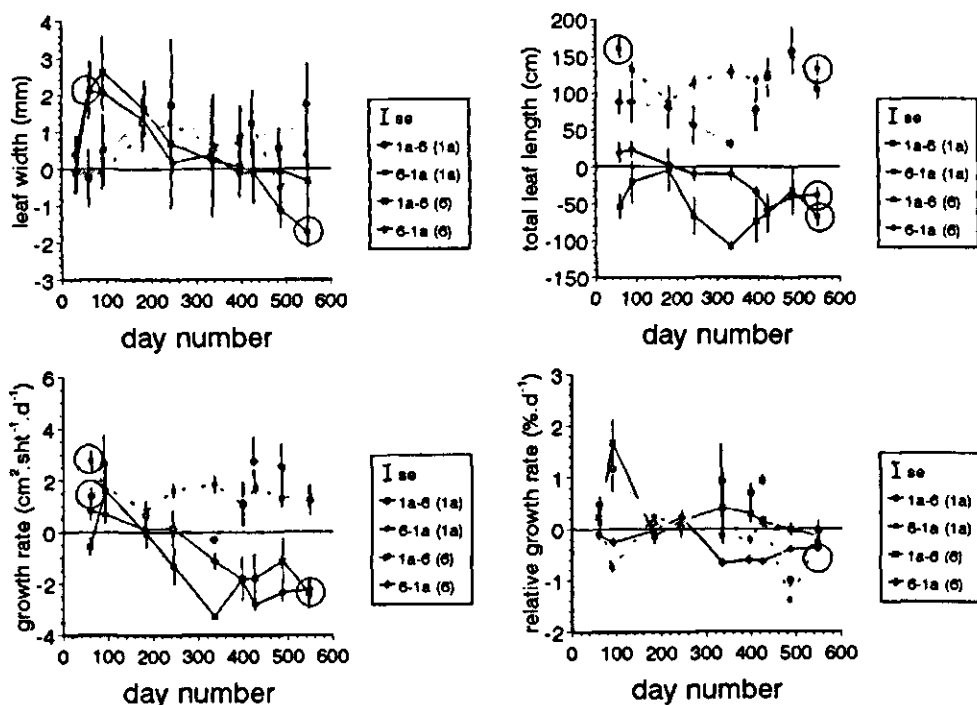 leaf width (mm)
4
3
2
1
0
-1
-2
-3
0 100 200 300 400 500 600
day number
se
1a-6 (1a)
6-1a (1a)
1a-6 (6)
6-1a (6)
total leaf length (cm)
200
150
100
50
0
-50
-100
-150
0 100 200 300 400 500 600
day number
se
1a-6 (1a)
6-1a (1a)
1a-6 (6)
6-1a (6)
growth rate (cm².sht⁻¹.d⁻¹)
6
4
2
0
-2
-4
0 100 200 300 400 500 600
day number
se
1a-6 (1a)
6-1a (1a)
1a-6 (6)
6-1a (6)
relative growth rate (%.d⁻¹)
3
2
1
0
-1
-2
0 100 200 300 400 500 600
day number
se
1a-6 (1a)
6-1a (1a)
1a-6 (6)
6-1a (6)